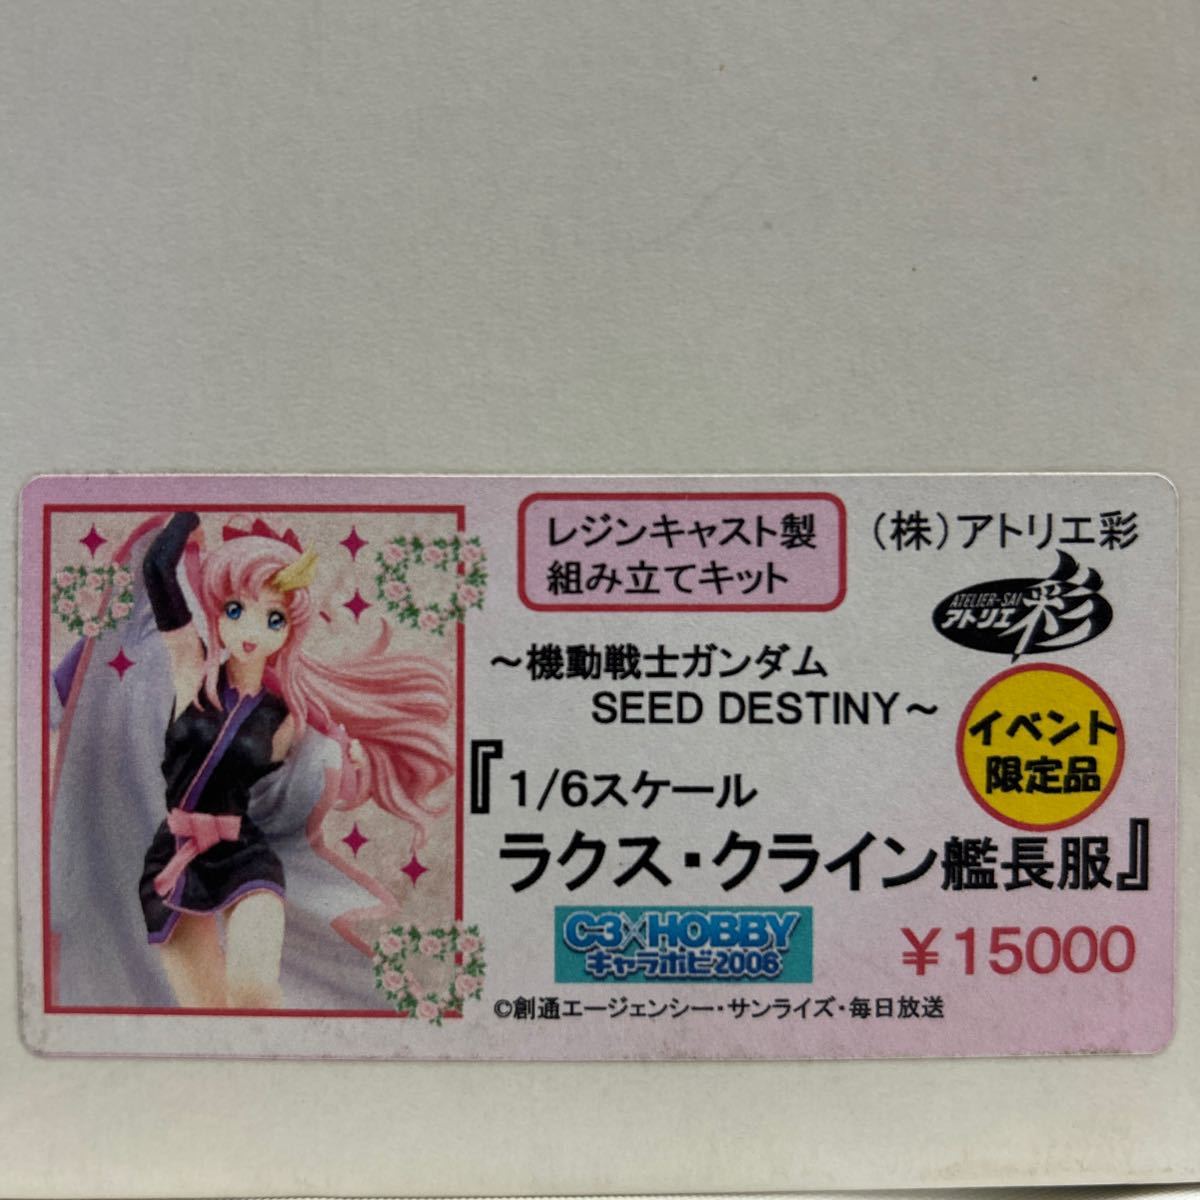 レジンキャスト製
組み立てキット
(株)アトリエ彩
ATELIER-SAI
アトリエ彩
～機動戦士ガンダム
SEED DESTINY～
イベント
限定品
『1/6スケール
ラクス・クライン艦長服』
C3×HOBBY
キャラホビ2006
￥15000
©創通エージェンシー・サンライズ・毎日放送